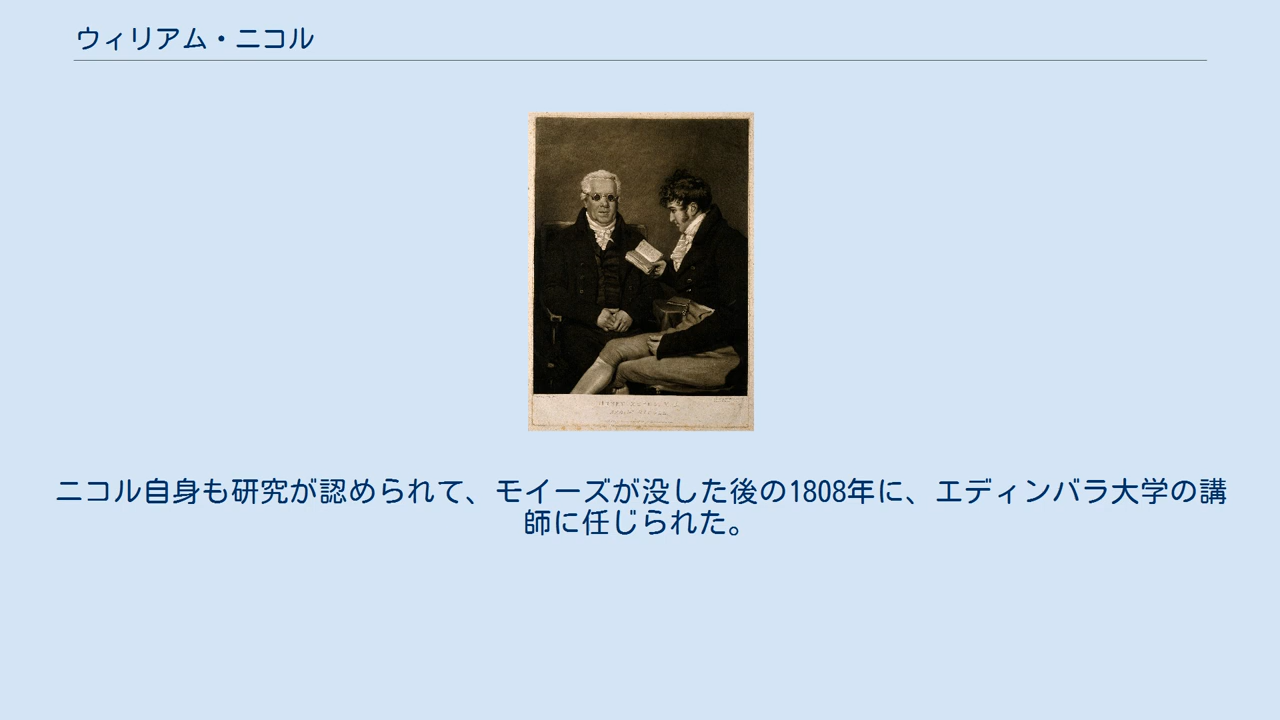 ウィリアム・ニコル
ニコル自身も研究が認められて、モイーズが没した後の1808年に、エディンバラ大学の講
師に任じられた。